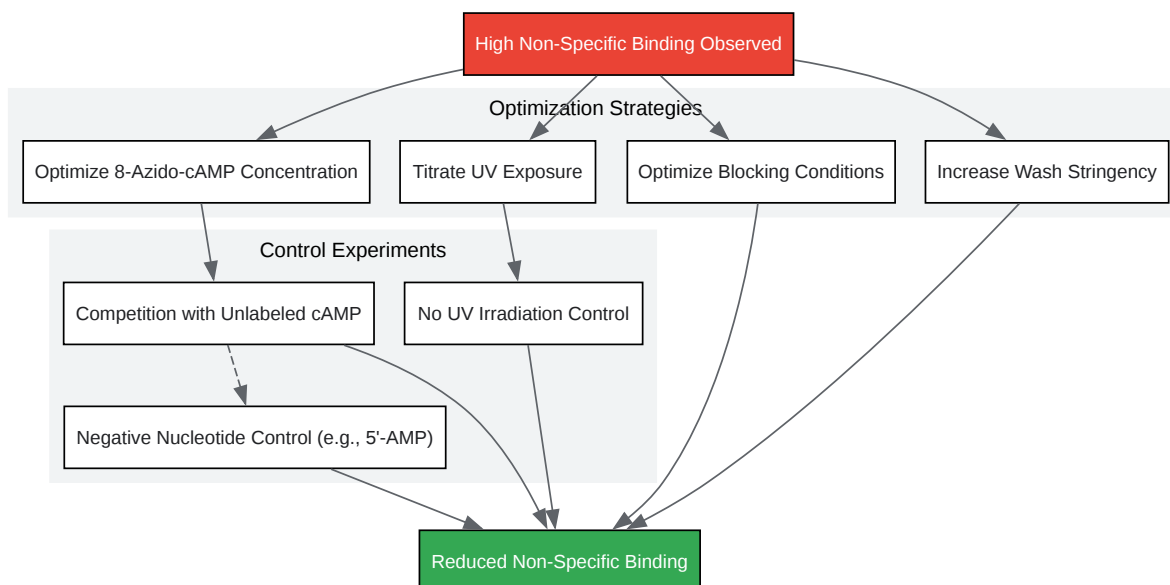 High Non-Specific Binding Observed
Optimization Strategies
Optimize 8-Azido-cAMP Concentration
Titrate UV Exposure
Optimize Blocking Conditions
Increase Wash Stringency
Control Experiments
Competition with Unlabeled cAMP
No UV Irradiation Control
Negative Nucleotide Control (e.g., 5'-AMP)
Reduced Non-Specific Binding